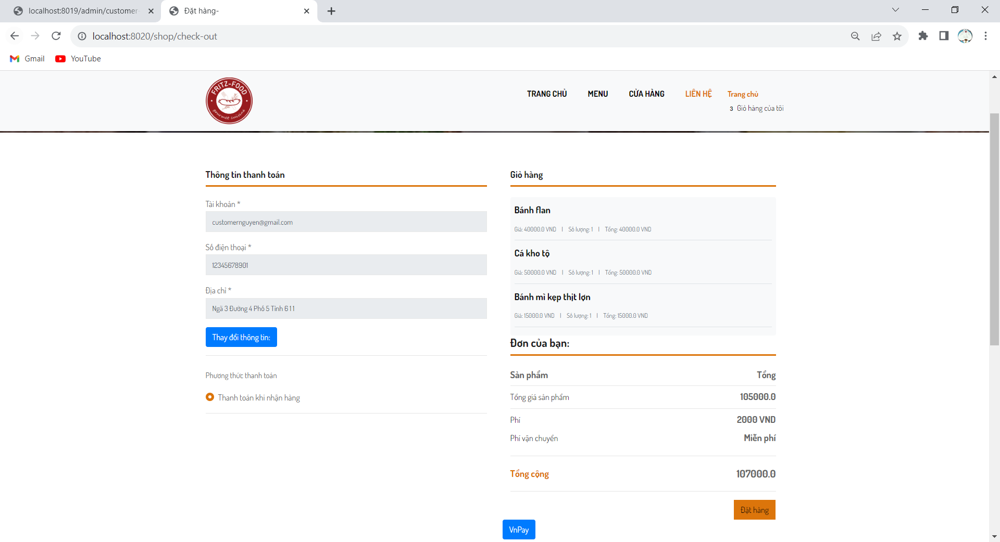 localhost:8019/admin/customer-
Đặt hàng-
localhost:8020/shop/check-out
Gmail
YouTube
FRITZ-FOOD
gourmet cuisine
TRANG CHỦ
MENU
CỬA HÀNG
LIÊN HỆ
Trang chủ
3 Giỏ hàng của tôi
Thông tin thanh toán
Tài khoản *
customernguyen@gmail.com
Số điện thoại *
12345678901
Địa chỉ *
Ngã 3 Đường 4 Phố 5 Tỉnh 6 1 1
Thay đổi thông tin:
Phương thức thanh toán
Thanh toán khi nhận hàng
Giỏ hàng
Bánh flan
Giá: 40000.0 VND | Số lượng: 1 | Tổng: 40000.0 VND
Cá kho tộ
Giá: 50000.0 VND | Số lượng: 1 | Tổng: 50000.0 VND
Bánh mì kẹp thịt lợn
Giá: 15000.0 VND | Số lượng: 1 | Tổng: 15000.0 VND
Đơn của bạn:
Sản phẩm Tổng
Tổng giá sản phẩm 105000.0
Phí 2000 VND
Phí vận chuyển Miễn phí
Tổng cộng 107000.0
Đặt hàng
VnPay